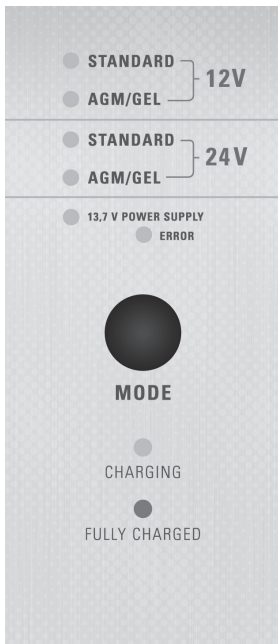 STANDARD
12V
AGM/GEL
STANDARD
24V
AGM/GEL
13,7 V POWER SUPPLY
ERROR
MODE
CHARGING
FULLY CHARGED